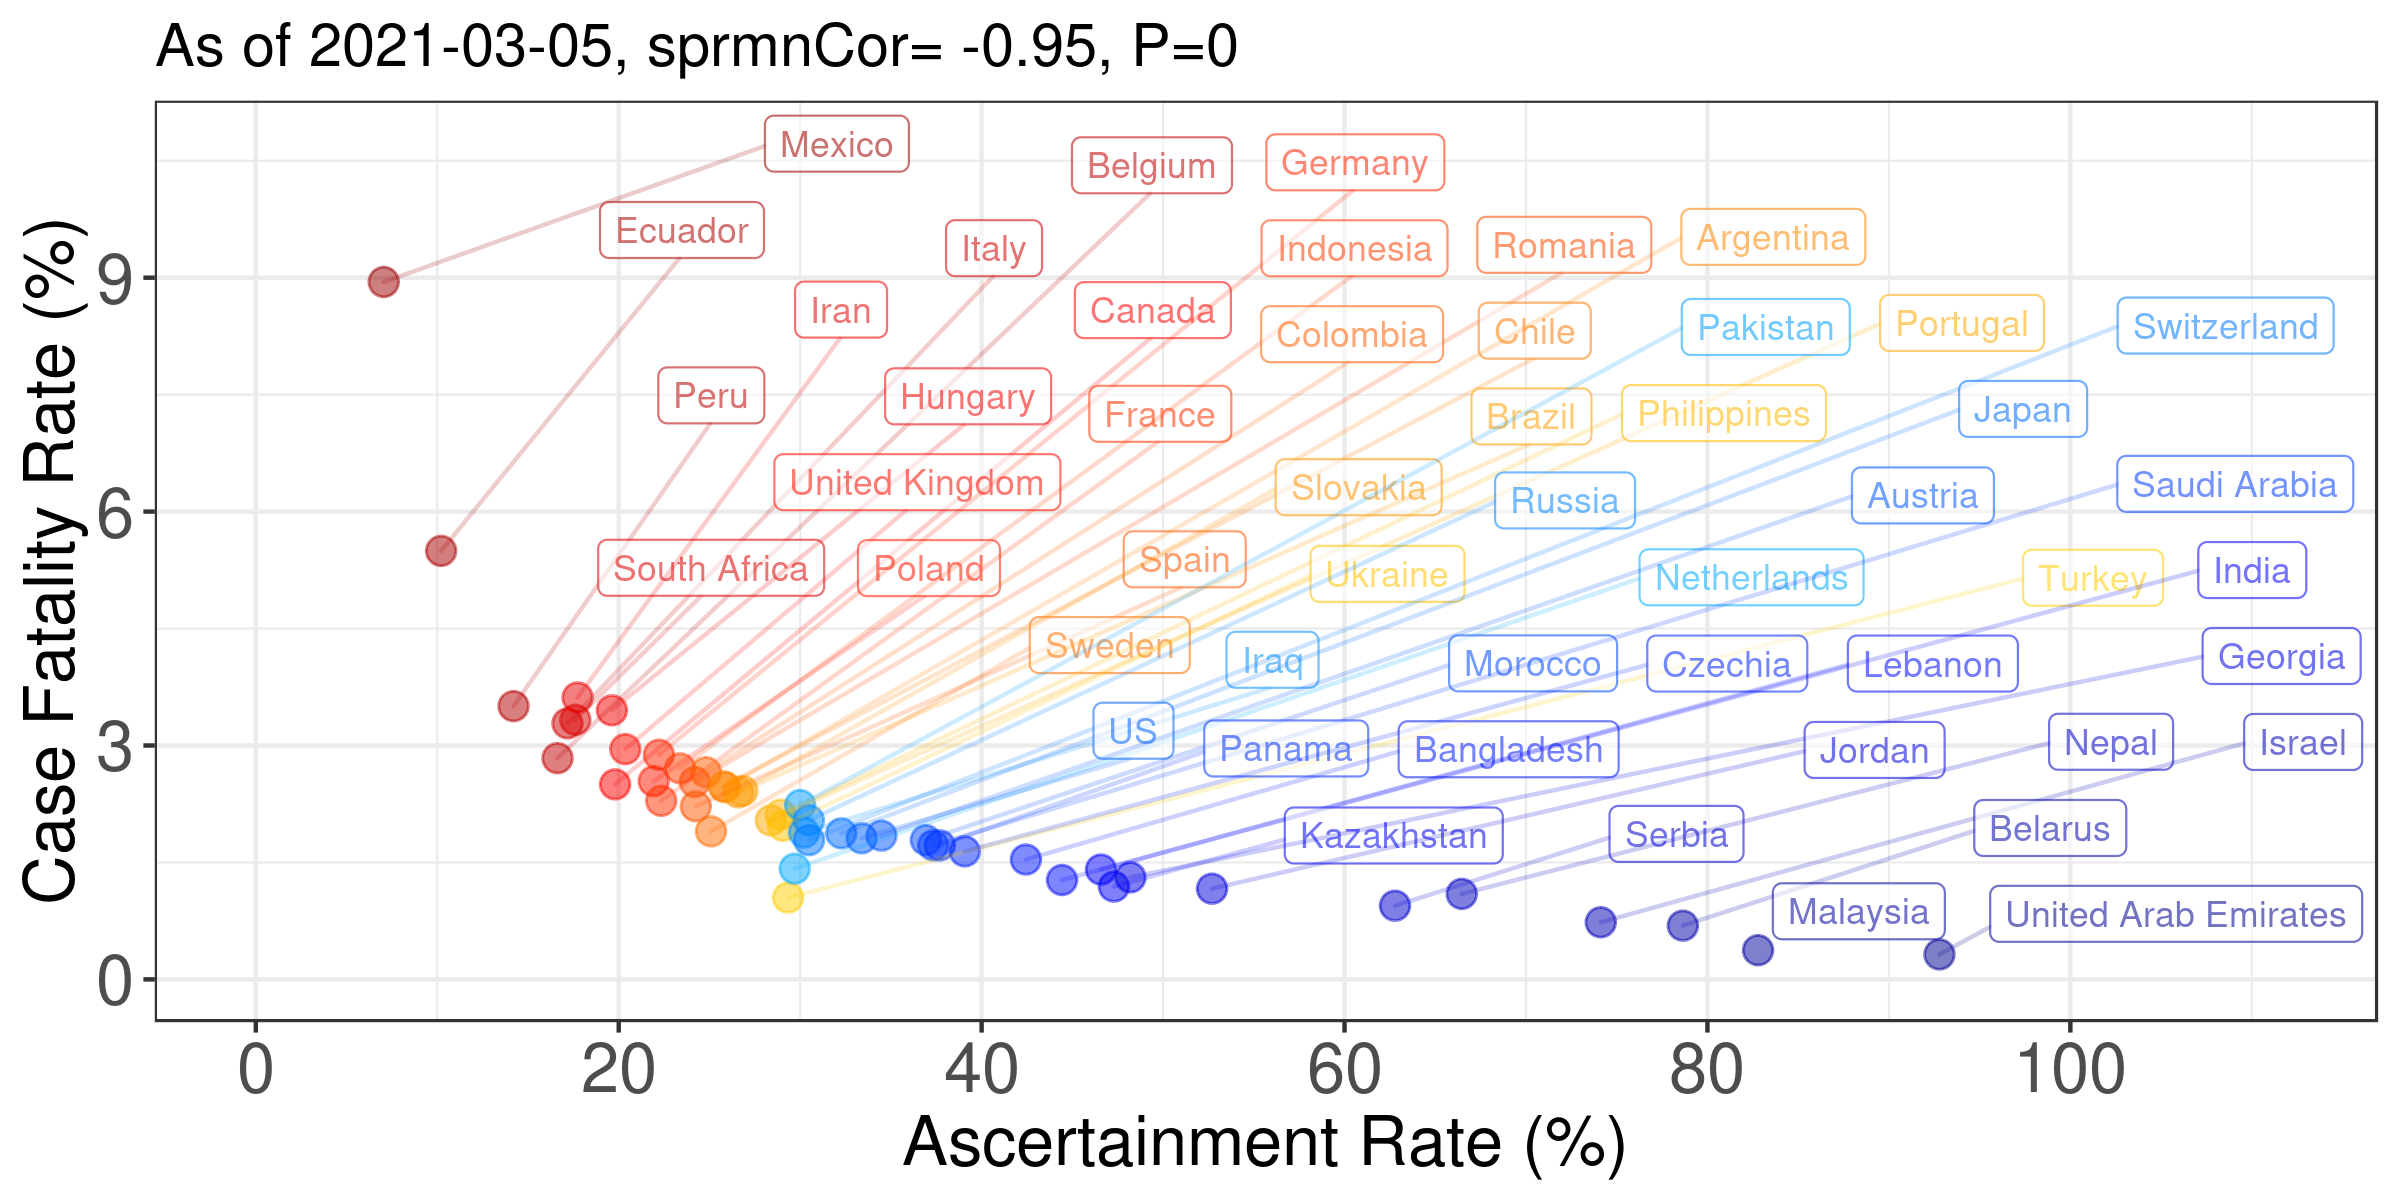 As of 2021-03-05, sprmnCor= -0.95, P=0
Mexico
Belgium
Germany
Ecuador
Italy
Indonesia
Romania
Argentina
Iran
Canada
Colombia
Chile
Pakistan
Portugal
Switzerland
Peru
Hungary
France
Brazil
Philippines
Japan
United Kingdom
Slovakia
Russia
Austria
Saudi Arabia
South Africa
Poland
Spain
Ukraine
Netherlands
Turkey
India
Sweden
Iraq
Morocco
Czechia
Lebanon
Georgia
US
Panama
Bangladesh
Jordan
Nepal
Israel
Kazakhstan
Serbia
Belarus
Malaysia
United Arab Emirates
Case Fatality Rate (%)
9
6
3
0
0
20
40
60
80
100
Ascertainment Rate (%)